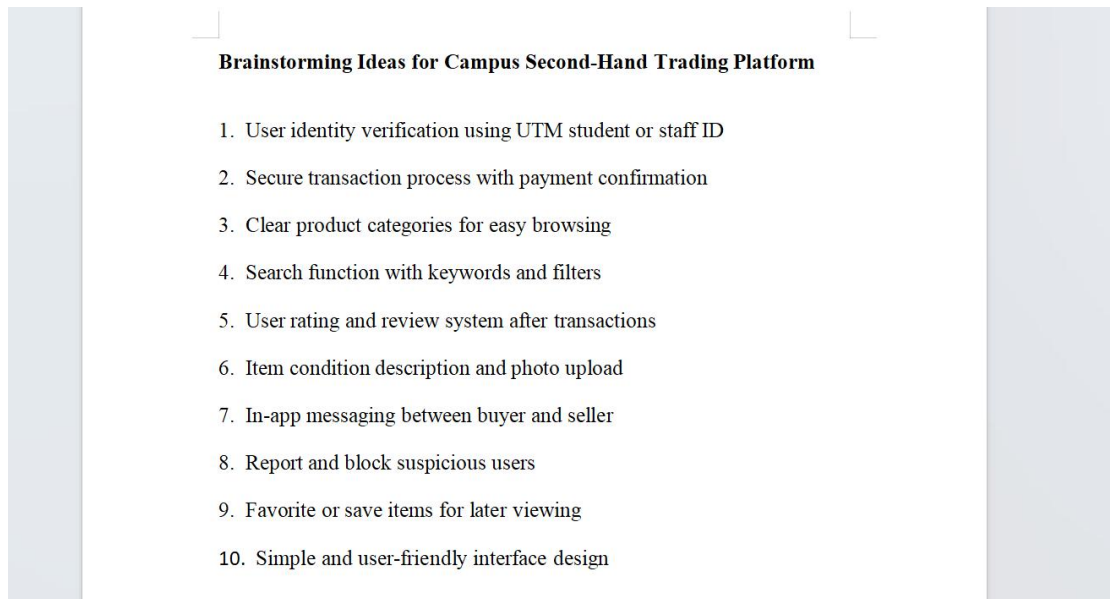 Brainstorming Ideas for Campus Second-Hand Trading Platform
1. User identity verification using UTM student or staff ID
2. Secure transaction process with payment confirmation
3. Clear product categories for easy browsing
4. Search function with keywords and filters
5. User rating and review system after transactions
6. Item condition description and photo upload
7. In-app messaging between buyer and seller
8. Report and block suspicious users
9. Favorite or save items for later viewing
10. Simple and user-friendly interface design